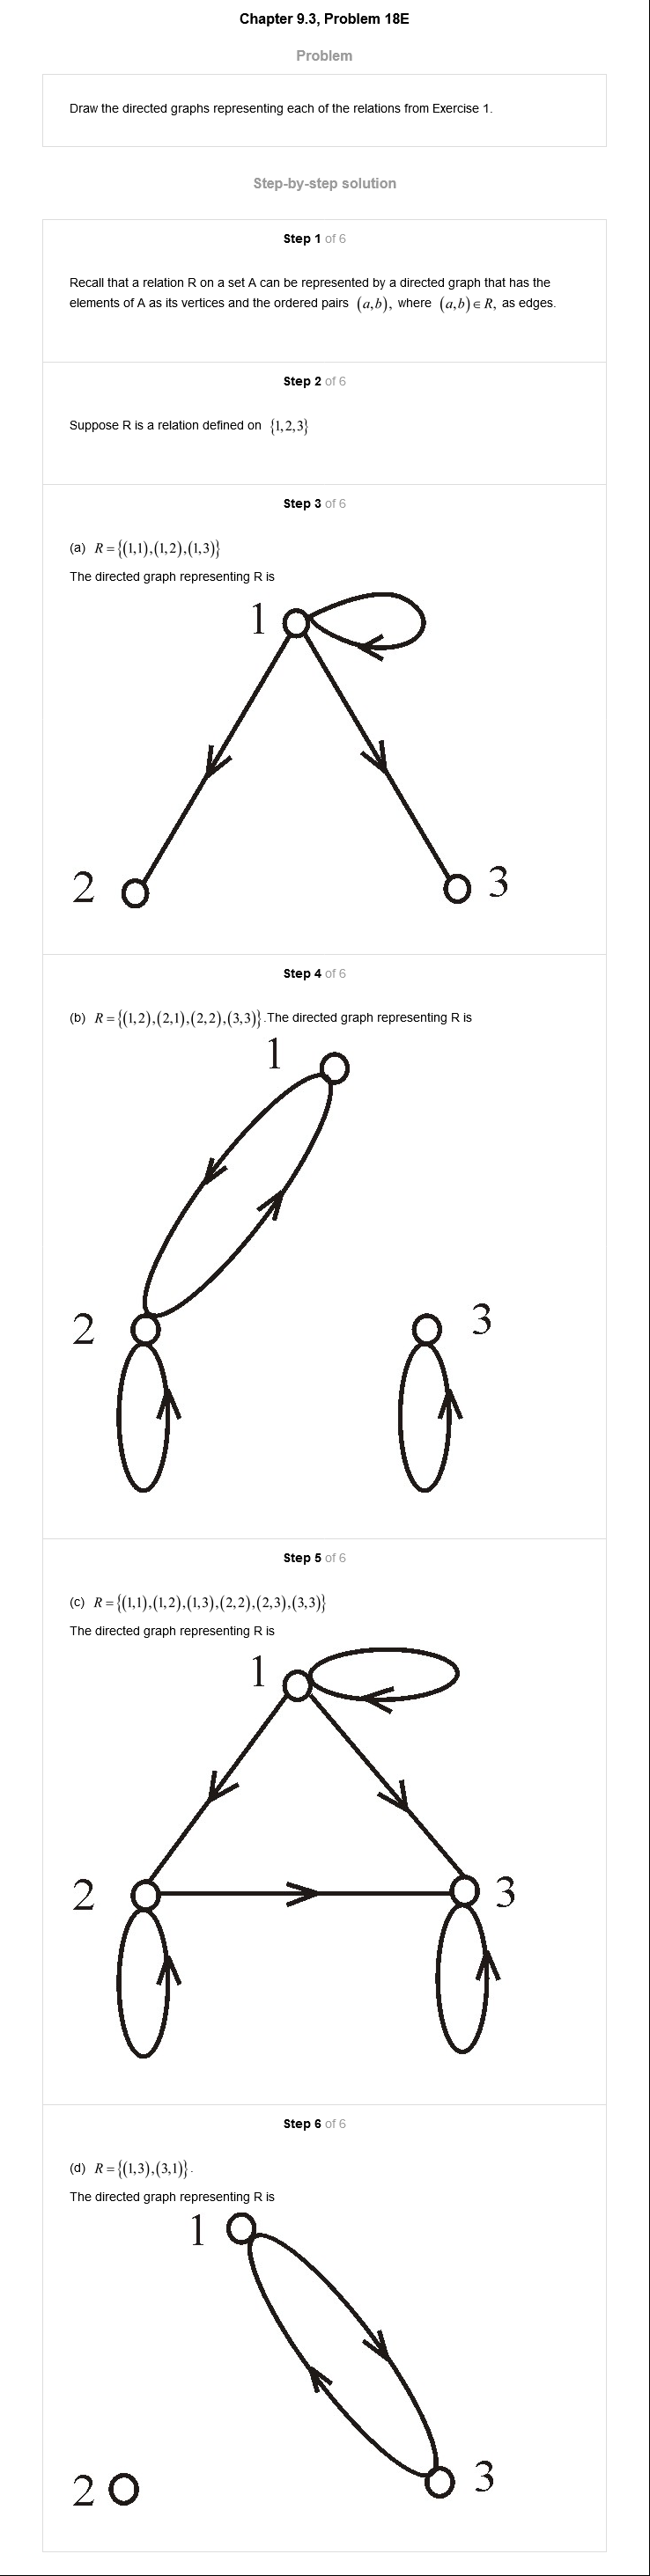 Chapter 9.3, Problem 18E
Problem
Draw the directed graphs representing each of the relations from Exercise 1.
Step-by-step solution
Step 1 of 6
Recall that a relation R on a set A can be represented by a directed graph that has the
elements of A as its vertices and the ordered pairs (a,b), where (a,b)∈R, as edges.
Step 2 of 6
Suppose R is a relation defined on {1,2,3}
Step 3 of 6
(a) R={(1,1),(1,2),(1,3)}
The directed graph representing R is
1
2
3
Step 4 of 6
(b) R={(1,2),(2,1),(2,2),(3,3)}.The directed graph representing R is
1
2
3
Step 5 of 6
(c) R={(1,1),(1,2),(1,3),(2,2),(2,3),(3,3)}
The directed graph representing R is
1
2
3
Step 6 of 6
(d) R={(1,3),(3,1)}.
The directed graph representing R is
1
2
3